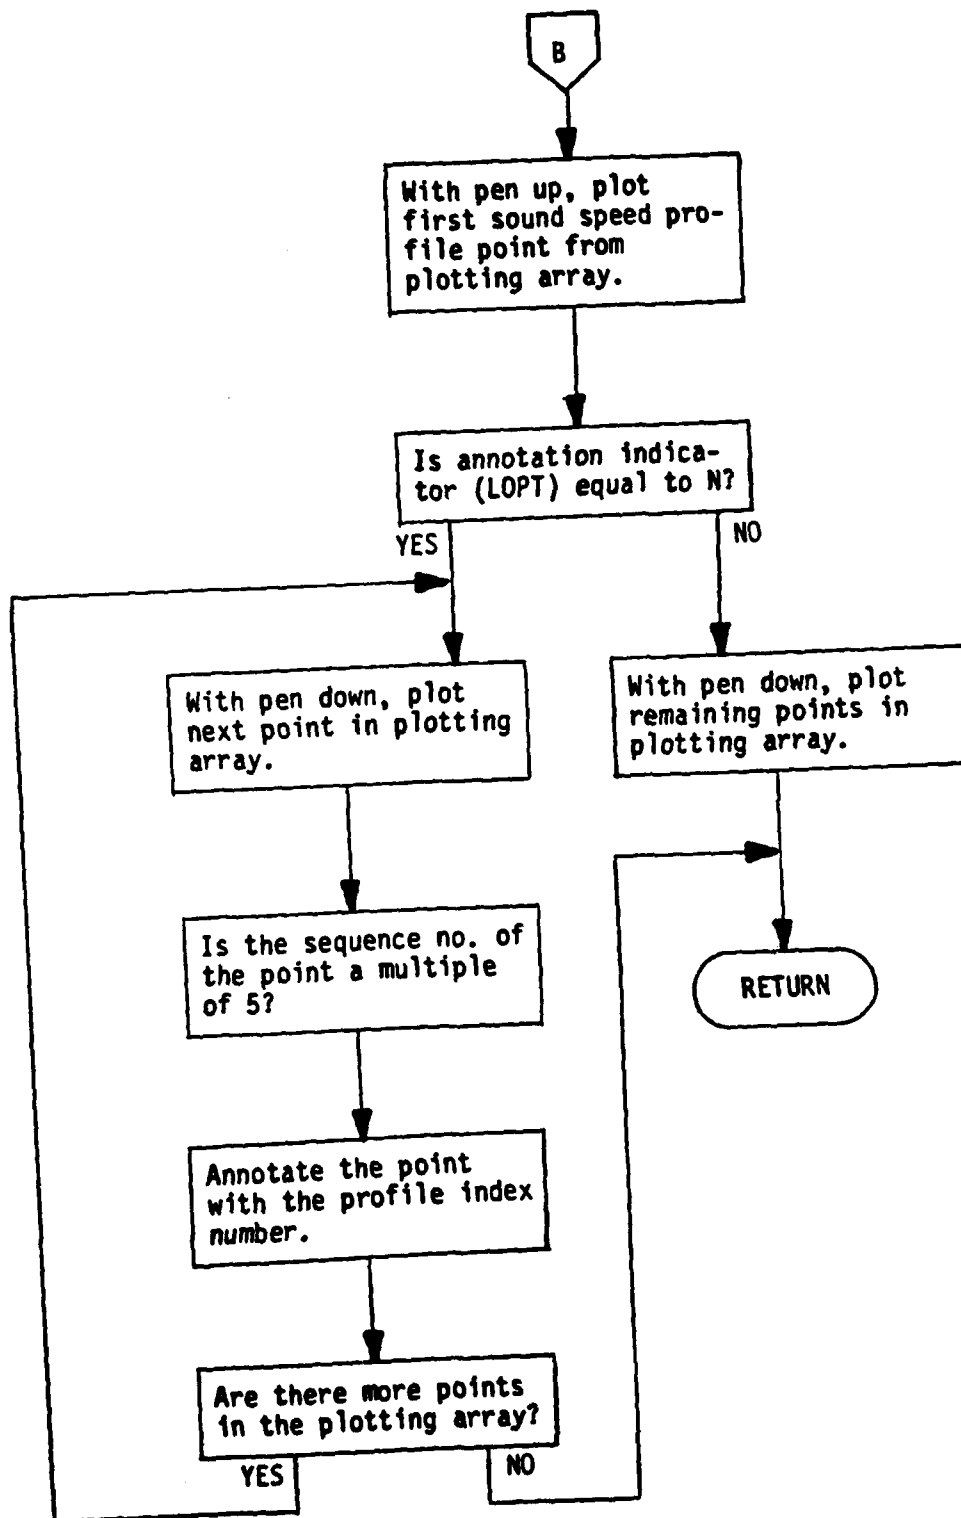 B
With pen up, plot
first sound speed pro-
file point from
plotting array.
Is annotation indica-
tor (LOPT) equal to N?
YES
NO
With pen down, plot
next point in plotting
array.
With pen down, plot
remaining points in
plotting array.
Is the sequence no. of
the point a multiple
of 5?
RETURN
Annotate the point
with the profile index
number.
Are there more points
in the plotting array?
YES
NO